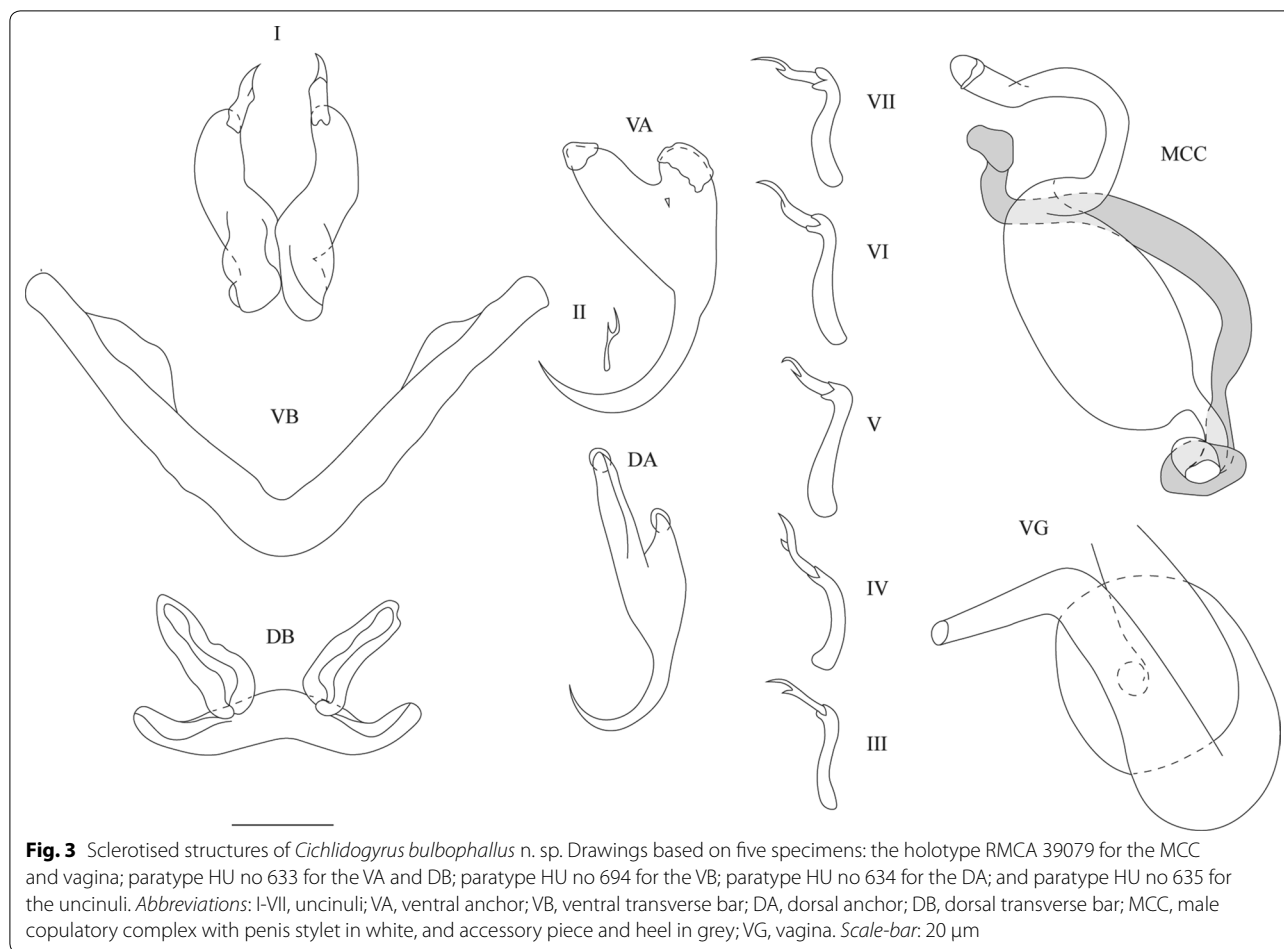 I
VA
VII
MCC
VI
II
VB
V
DA
IV
VG
DB
III
Fig. 3 Sclerotised structures of Cichlidogyrus bulbophallus n. sp. Drawings based on five specimens: the holotype RMCA 39079 for the MCC
and vagina; paratype HU no 633 for the VA and DB; paratype HU no 694 for the VB; paratype HU no 634 for the DA; and paratype HU no 635 for
the uncinuli. Abbreviations: I-VII, uncinuli; VA, ventral anchor; VB, ventral transverse bar; DA, dorsal anchor; DB, dorsal transverse bar; MCC, male
copulatory complex with penis stylet in white, and accessory piece and heel in grey; VG, vagina. Scale-bar: 20 μm